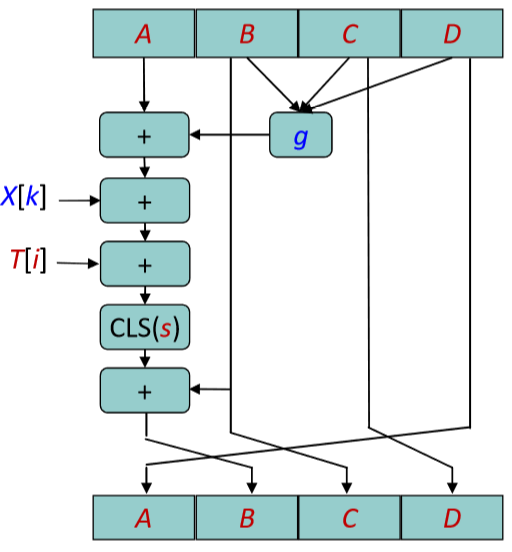 A B C D
+ g
X[k] +
T[i] +
CLS(s)
+
A B C D